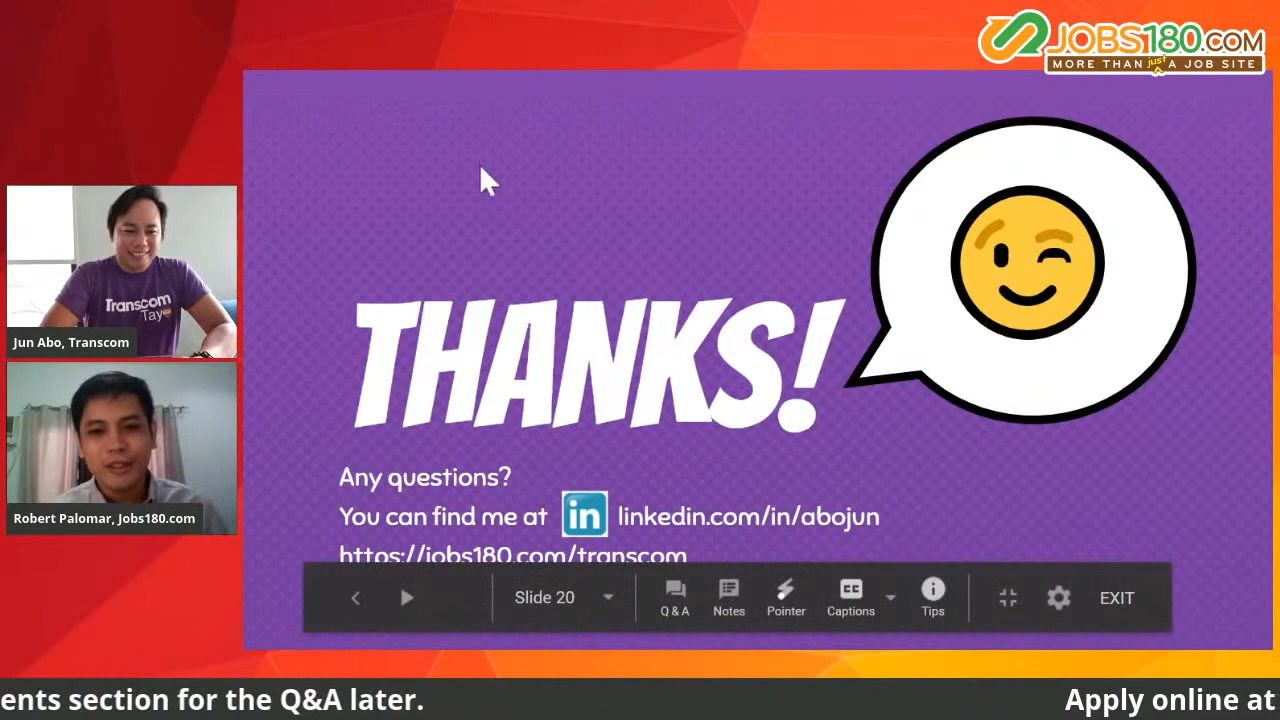 JOBS180.COM
MORE THAN just A JOB SITE
Transcom
Tayo
Jun Abo, Transcom
Robert Palomar, Jobs180.com
THANKS!
Any questions?
You can find me at in linkedin.com/in/abojun
https://jobs180.com/transcom
Slide 20
Q & A
Notes
Pointer
CC
Captions
Tips
EXIT
ents section for the Q&A later.
Apply online at